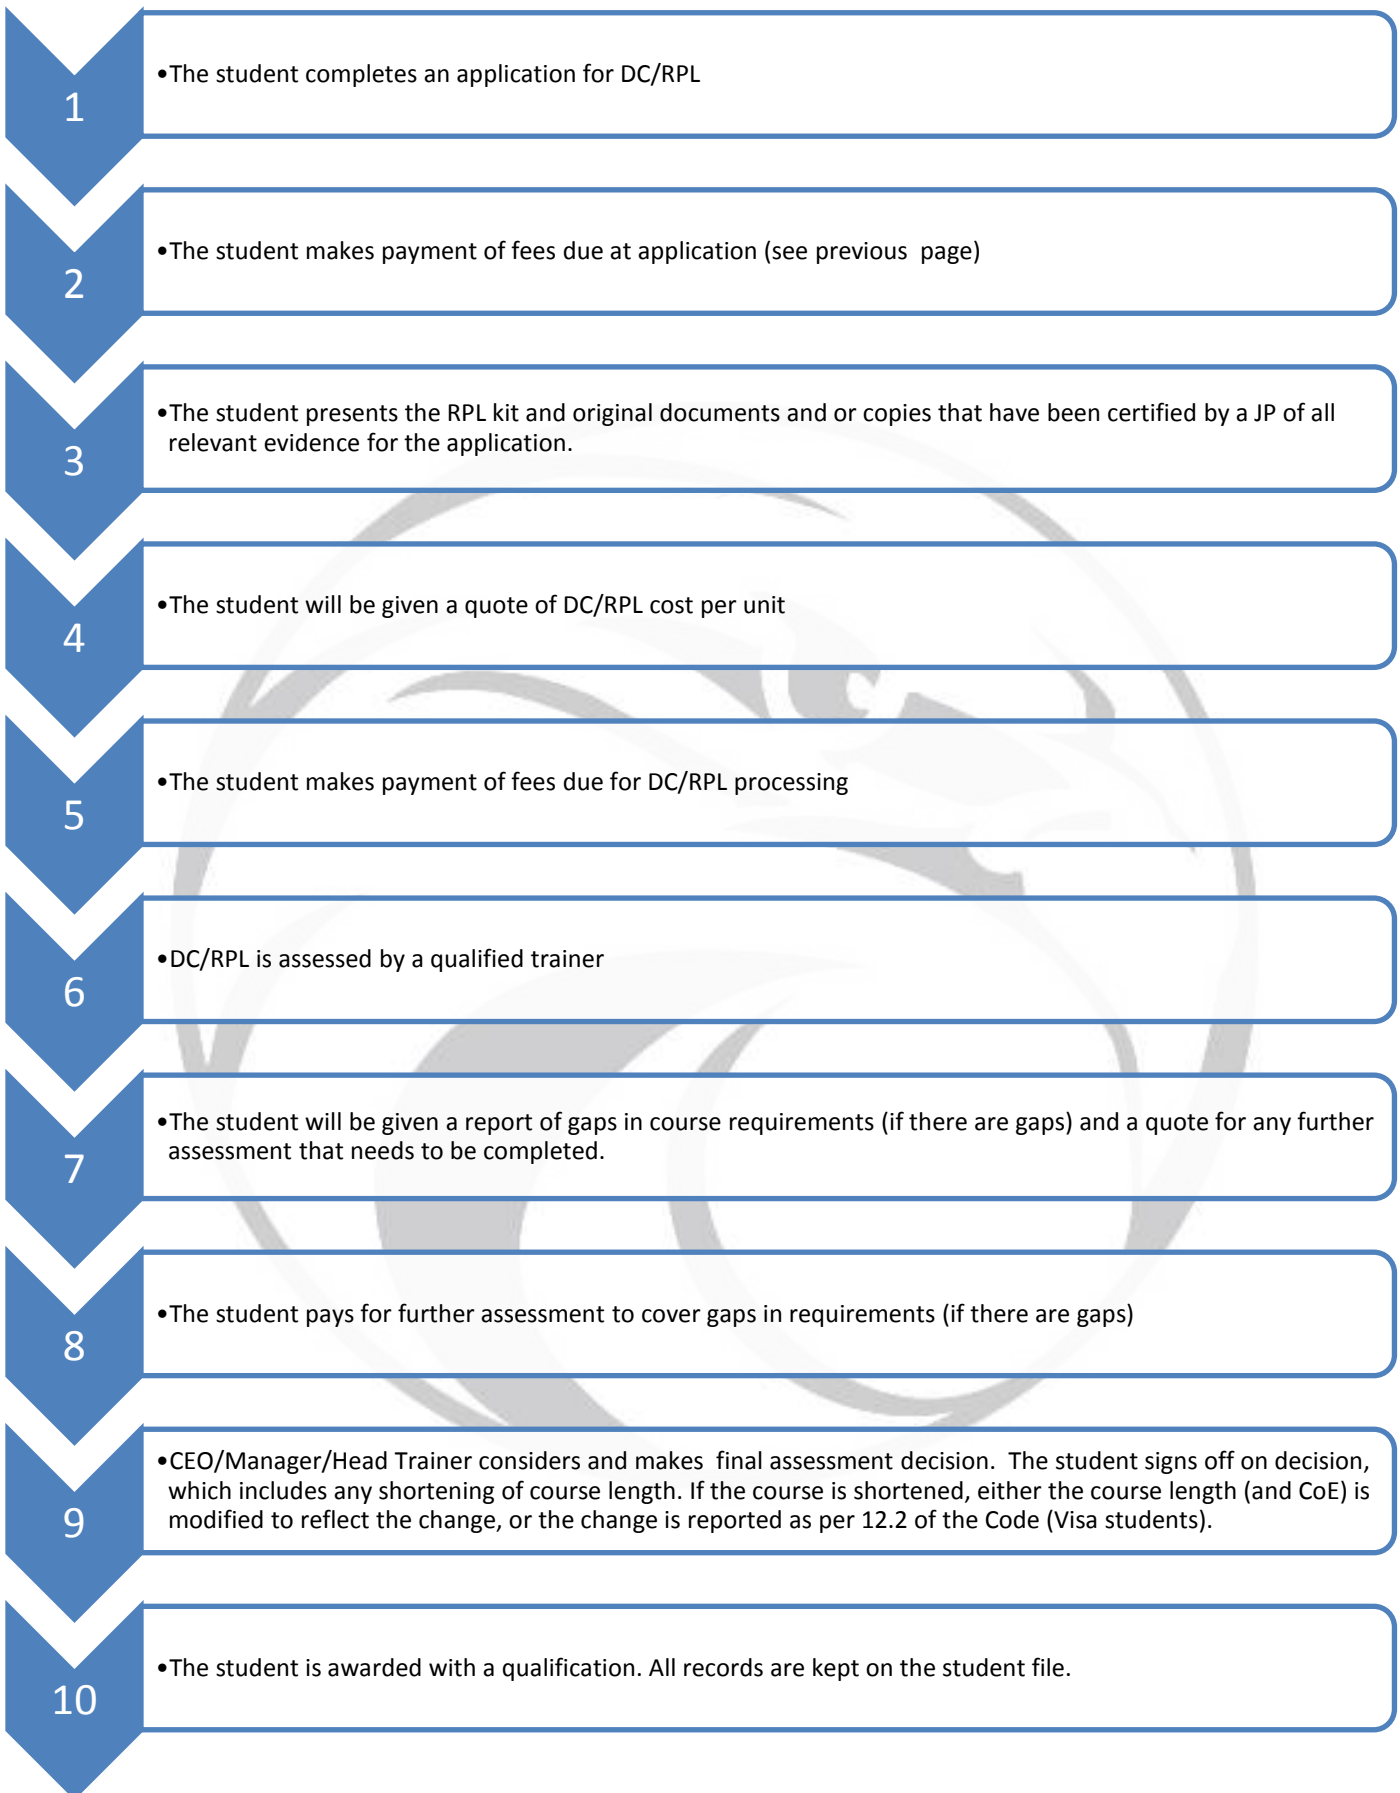 1
•The student completes an application for DC/RPL
2
•The student makes payment of fees due at application (see previous  page)
3
•The student presents the RPL kit and original documents and or copies that have been certified by a JP of all
relevant evidence for the application.
4
•The student will be given a quote of DC/RPL cost per unit
5
•The student makes payment of fees due for DC/RPL processing
6
•DC/RPL is assessed by a qualified trainer
7
•The student will be given a report of gaps in course requirements (if there are gaps) and a quote for any further
assessment that needs to be completed.
8
•The student pays for further assessment to cover gaps in requirements (if there are gaps)
9
•CEO/Manager/Head Trainer considers and makes  final assessment decision.  The student signs off on decision,
which includes any shortening of course length. If the course is shortened, either the course length (and CoE) is
modified to reflect the change, or the change is reported as per 12.2 of the Code (Visa students).
10
•The student is awarded with a qualification. All records are kept on the student file.